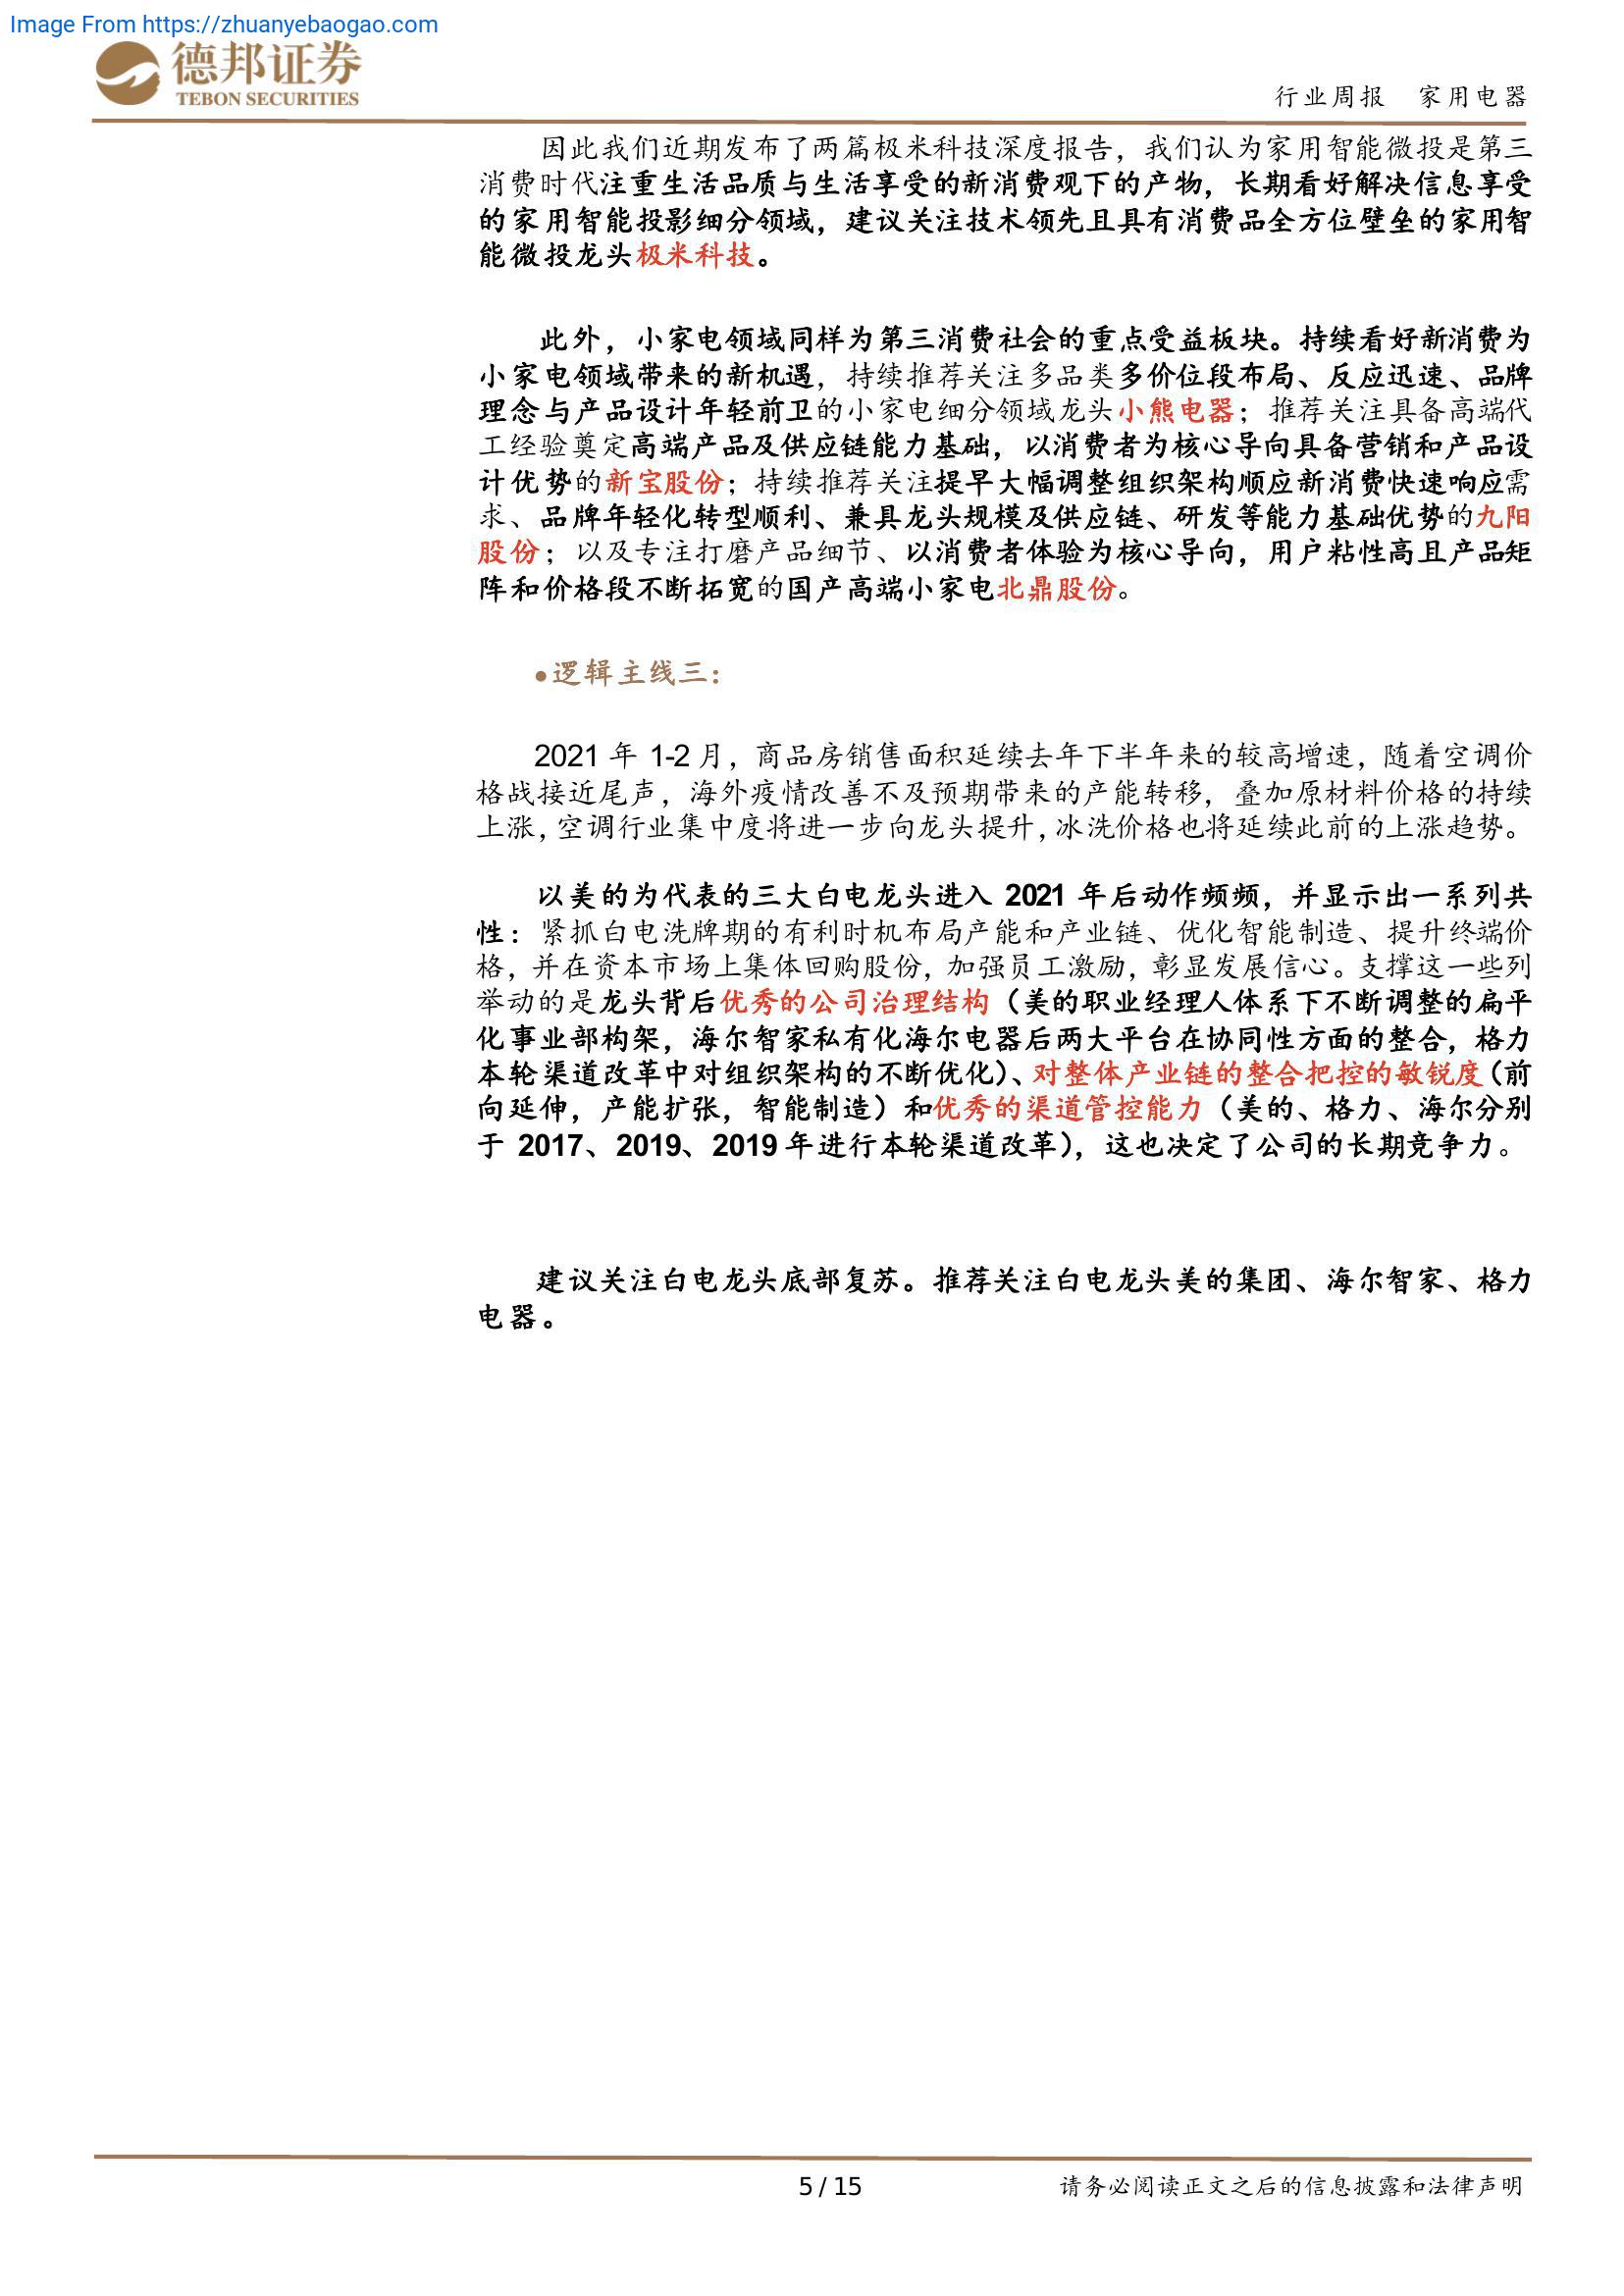 Image From https://zhuanyebaogao.com
德邦证券
TEBON SECURITIES
行业周报 家用电器
因此我们近期发布了两篇极米科技深度报告，我们认为家用智能微投是第三
消费时代注重生活品质与生活享受的新消费观下的产物，长期看好解决信息享受
的家用智能投影细分领域，建议关注技术领先且具有消费品全方位壁垒的家用智
能微投龙头极米科技。
此外，小家电领域同样为第三消费社会的重点受益板块。持续看好新消费为
小家电领域带来的新机遇，持续推荐关注多品类多价位段布局、反应迅速、品牌
理念与产品设计年轻前卫的小家电细分领域龙头小熊电器；推荐关注具备高端代
工经验奠定高端产品及供应链能力基础，以消费者为核心导向具备营销和产品设
计优势的新宝股份；持续推荐关注提早大幅调整组织架构顺应新消费快速响应需
求、品牌年轻化转型顺利、兼具龙头规模及供应链、研发等能力基础优势的九阳
股份；以及专注打磨产品细节、以消费者体验为核心导向，用户粘性高且产品矩
阵和价格段不断拓宽的国产高端小家电北鼎股份。
●逻辑主线三：
2021 年 1-2 月，商品房销售面积延续去年下半年来的较高增速，随着空调价
格战接近尾声，海外疫情改善不及预期带来的产能转移，叠加原材料价格的持续
上涨，空调行业集中度将进一步向龙头提升，冰洗价格也将延续此前的上涨趋势。
以美的为代表的三大白电龙头进入 2021 年后动作频频，并显示出一系列共
性：紧抓白电洗牌期的有利时机布局产能和产业链、优化智能制造、提升终端价
格，并在资本市场上集体回购股份，加强员工激励，彰显发展信心。支撑这一些列
举动的是龙头背后优秀的公司治理结构（美的职业经理人体系下不断调整的扁平
化事业部构架，海尔智家私有化海尔电器后两大平台在协同性方面的整合，格力
本轮渠道改革中对组织架构的不断优化）、对整体产业链的整合把控的敏锐度（前
向延伸，产能扩张，智能制造）和优秀的渠道管控能力（美的、格力、海尔分别
于 2017、2019、2019 年进行本轮渠道改革），这也决定了公司的长期竞争力。
建议关注白电龙头底部复苏。推荐关注白电龙头美的集团、海尔智家、格力
电器。
5 / 15
请务必阅读正文之后的信息披露和法律声明